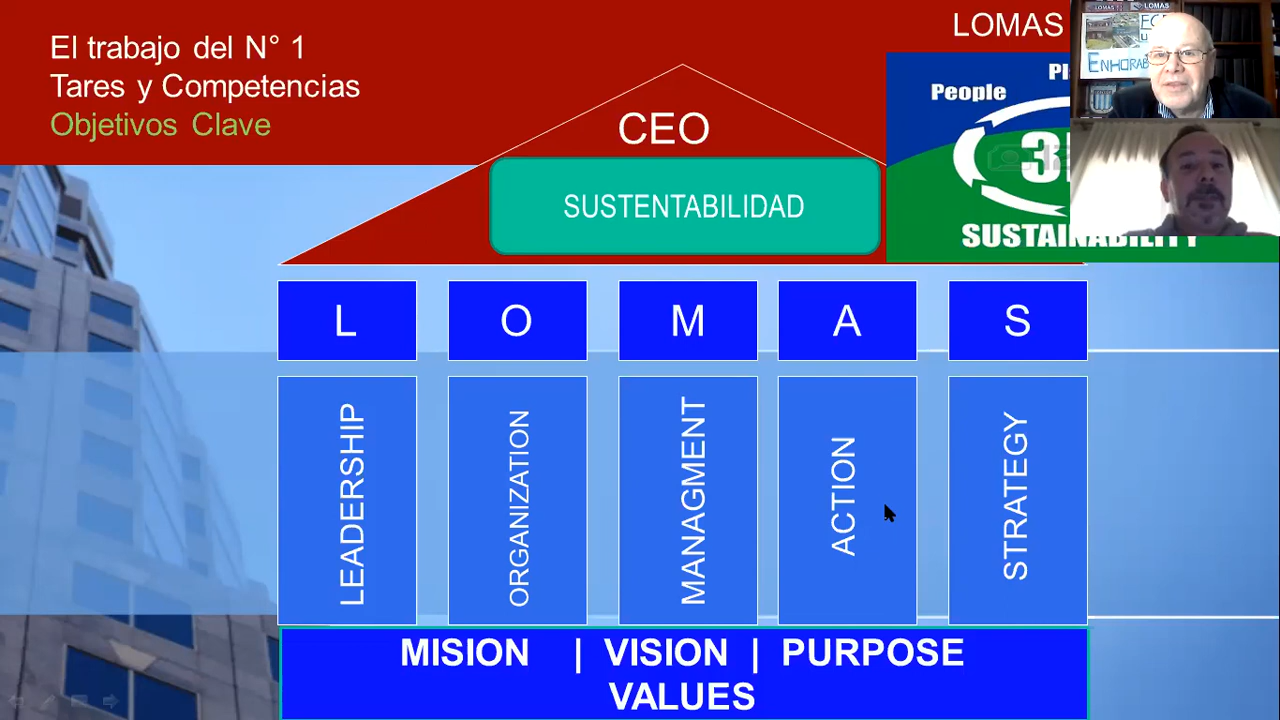 El trabajo del N° 1
Tares y Competencias
Objetivos Clave
LOMAS
CEO
SUSTENTABILIDAD
People
SUSTAINABILITY
LOMAS
L O M A S
LEADERSHIP
ORGANIZATION
MANAGMENT
ACTION
STRATEGY
MISION | VISION | PURPOSE
VALUES